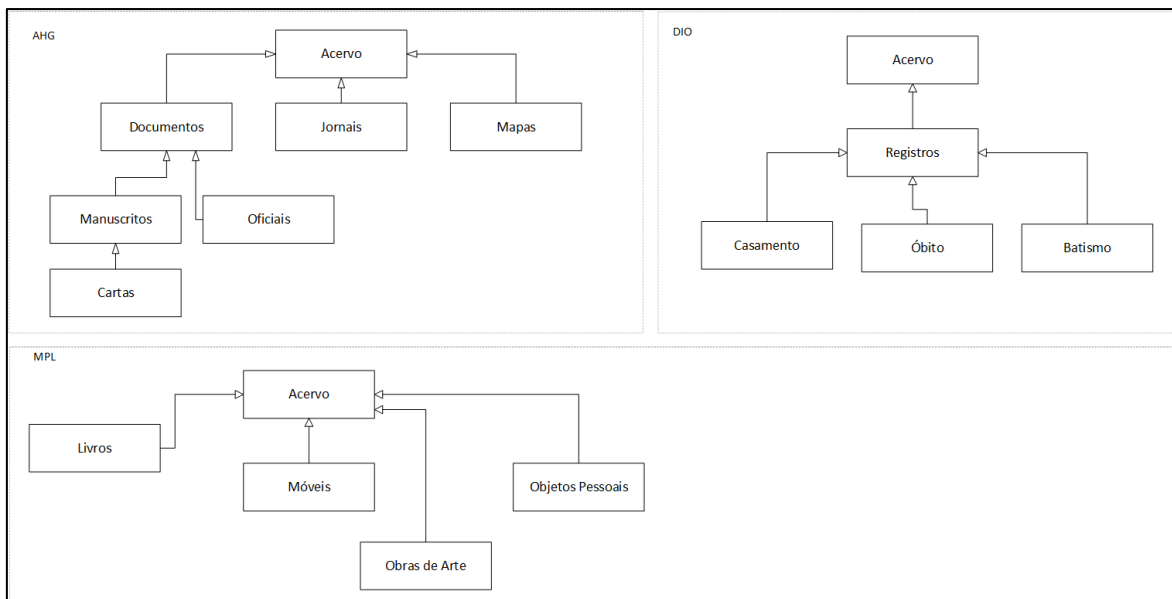 AHG
Acervo
Documentos
Jornais
Mapas
Manuscritos
Oficiais
Cartas
DIO
Acervo
Registros
Casamento
Óbito
Batismo
MPL
Acervo
Livros
Móveis
Objetos Pessoais
Obras de Arte